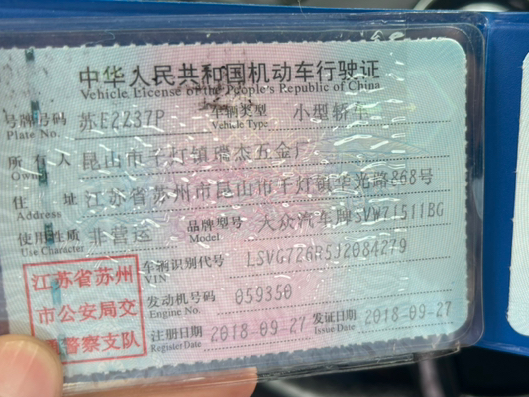 中华人民共和国机动车行驶证
Vehicle License of the People's Republic of China
号牌号码 Plate No. 苏E2Z37P 车辆类型 Vehicle Type 小型轿车
所有人 Owner 昆山市千灯镇瑞杰五金厂
住址 Address 江苏省苏州市昆山市千灯镇华光路268号
使用性质 Use Character 非营运 品牌型号 Model 大众汽车牌SVW71511BG
江苏省苏州
市公安局交
警察支队
车辆识别代号 VIN
发动机号码 Engine No. 059350
注册日期 Register Date 2018-09-27 发证日期 Issue Date 2018-09-27